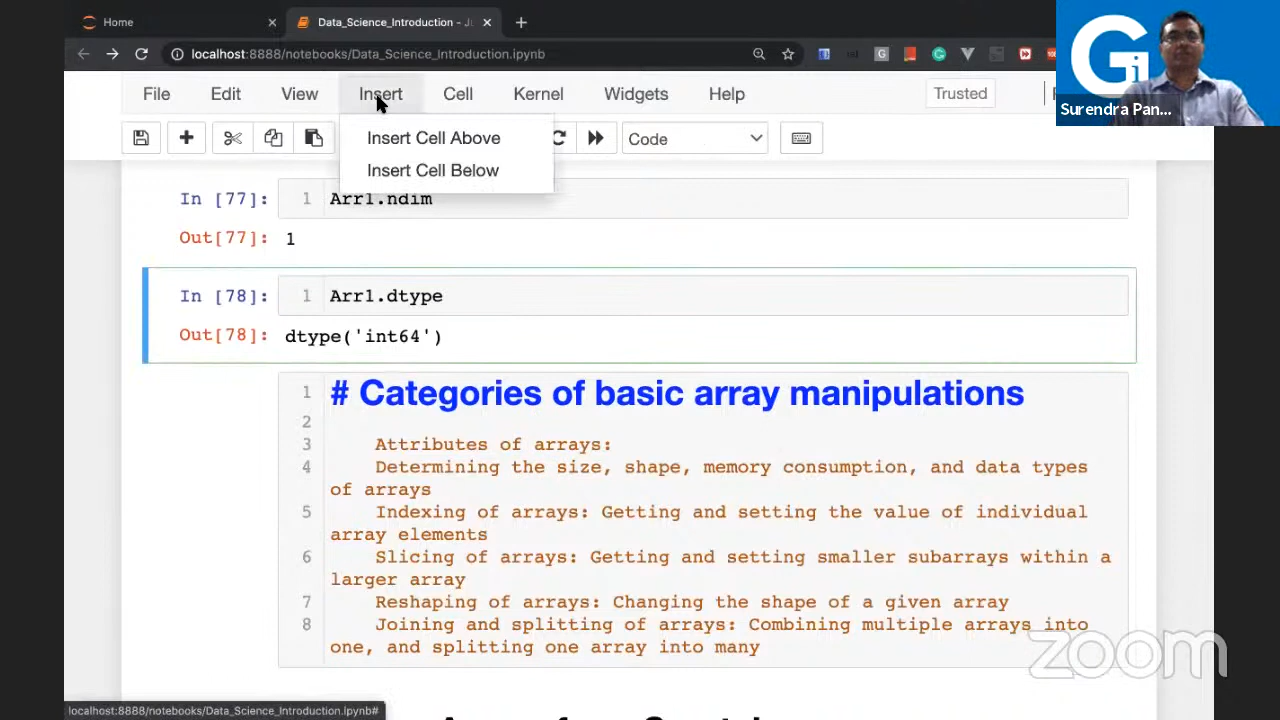 Home
Data_Science_Introduction - Ju
localhost:8888/notebooks/Data_Science_Introduction.ipynb
Gi
Surendra Pan...
File Edit View Insert Cell Kernel Widgets Help Trusted
Insert Cell Above
Insert Cell Below
Code
In [77]: 1 Arr1.ndim
Out[77]: 1
In [78]: 1 Arr1.dtype
Out[78]: dtype('int64')
1 # Categories of basic array manipulations
2
3 Attributes of arrays:
4 Determining the size, shape, memory consumption, and data types
of arrays
5 Indexing of arrays: Getting and setting the value of individual
array elements
6 Slicing of arrays: Getting and setting smaller subarrays within a
larger array
7 Reshaping of arrays: Changing the shape of a given array
8 Joining and splitting of arrays: Combining multiple arrays into
one, and splitting one array into many
zoom
localhost:8888/notebooks/Data_Science_Introduction.ipynb#